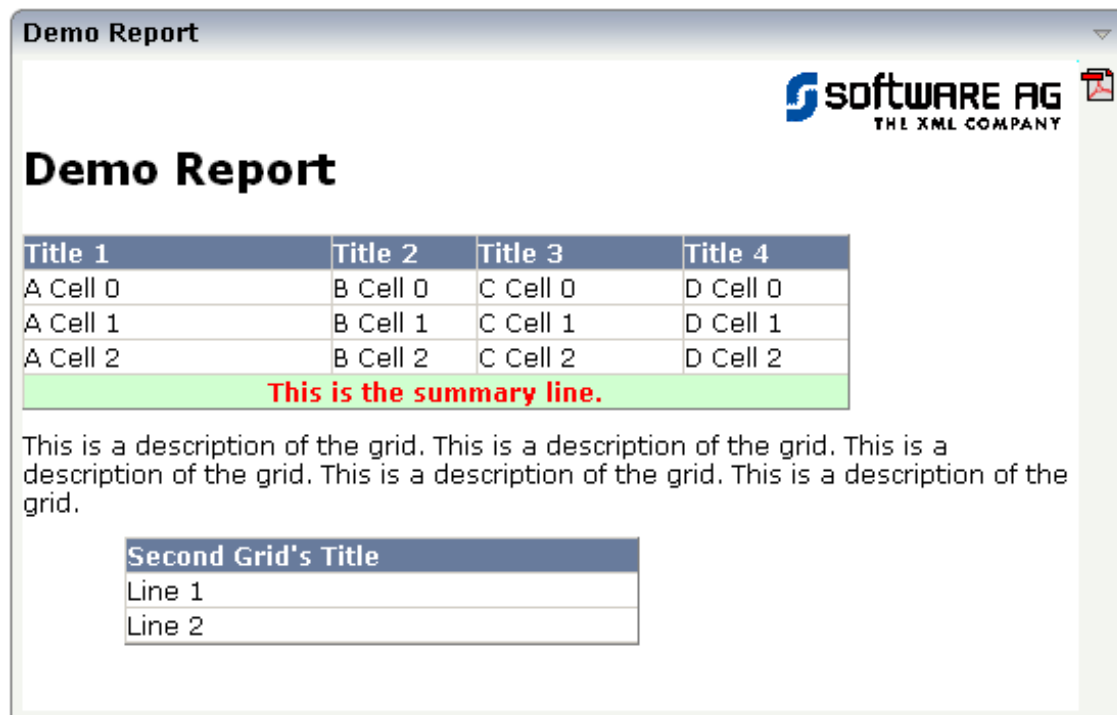 Demo Report
SOftWARE AG
THE XML COMPANY
Demo Report
Title 1 Title 2 Title 3 Title 4
A Cell 0 B Cell 0 C Cell 0 D Cell 0
A Cell 1 B Cell 1 C Cell 1 D Cell 1
A Cell 2 B Cell 2 C Cell 2 D Cell 2
This is the summary line.
This is a description of the grid. This is a description of the grid. This is a
description of the grid. This is a description of the grid. This is a description of the
grid.
Second Grid's Title
Line 1
Line 2